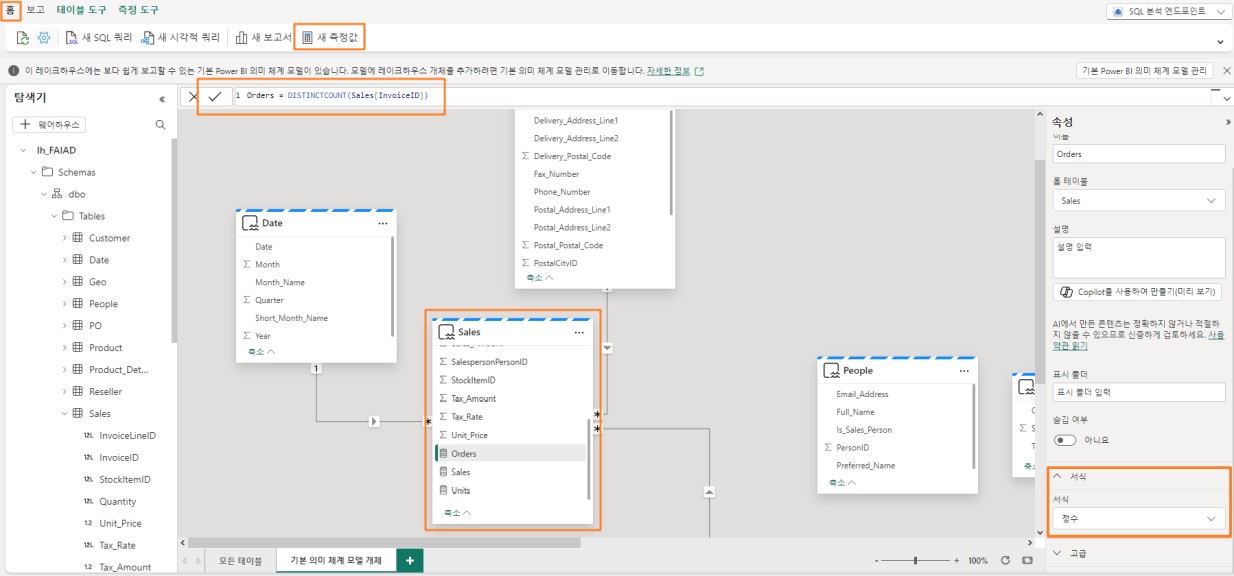 홈 보고 테이블 도구 측정 도구
SQL 분석 엔드포인트
새 SQL 쿼리 새 시각적 쿼리 새 보고서 새 측정값
이 레이크하우스에는 보다 쉽게 보고할 수 있는 기본 Power BI 의미 체계 모델이 있습니다. 모델에 레이크하우스 개체를 추가하려면 기본 의미 체계 모델 관리로 이동합니다. 자세한 정보
기본 Power BI 의미 체계 모델 관리
탐색기
1 Orders = DISTINCTCOUNT(Sales[InvoiceID])
+ 웨어하우스
lh_FAIAD
Schemas
dbo
Tables
Customer
Date
Geo
People
PO
Product
Product_Det...
Reseller
Sales
12L InvoiceLineID
12L InvoiceID
12L StockItemID
12L Quantity
1.2 Unit_Price
12L Tax_Rate
1.2 Tax_Amount
Date
Date
Σ Month
Month_Name
Σ Quarter
Short_Month_Name
Σ Year
축소
1
Delivery_Address_Line1
Delivery_Address_Line2
Σ Delivery_Postal_Code
Fax_Number
Phone_Number
Postal_Address_Line1
Postal_Address_Line2
Σ Postal_Postal_Code
Σ PostalCityID
축소
Sales
Σ SalespersonPersonID
Σ StockItemID
Σ Tax_Amount
Σ Tax_Rate
Σ Unit_Price
Orders
Sales
Units
축소
*
*
*
People
Email_Address
Full_Name
Is_Sales_Person
Σ PersonID
Preferred_Name
축소
모든 테이블
기본 의미 체계 모델 개체
+
- + 100%
속성
이름
Orders
홈 테이블
Sales
설명
설명 입력
Copilot를 사용하여 만들기(미리 보기)
AI에서 만든 콘텐츠는 정확하지 않거나 적절하
지 않을 수 있으므로 신중하게 검토하세요. 사용
약관 읽기
표시 폴더
표시 폴더 입력
숨김 여부
아니요
서식
서식
정수
고급